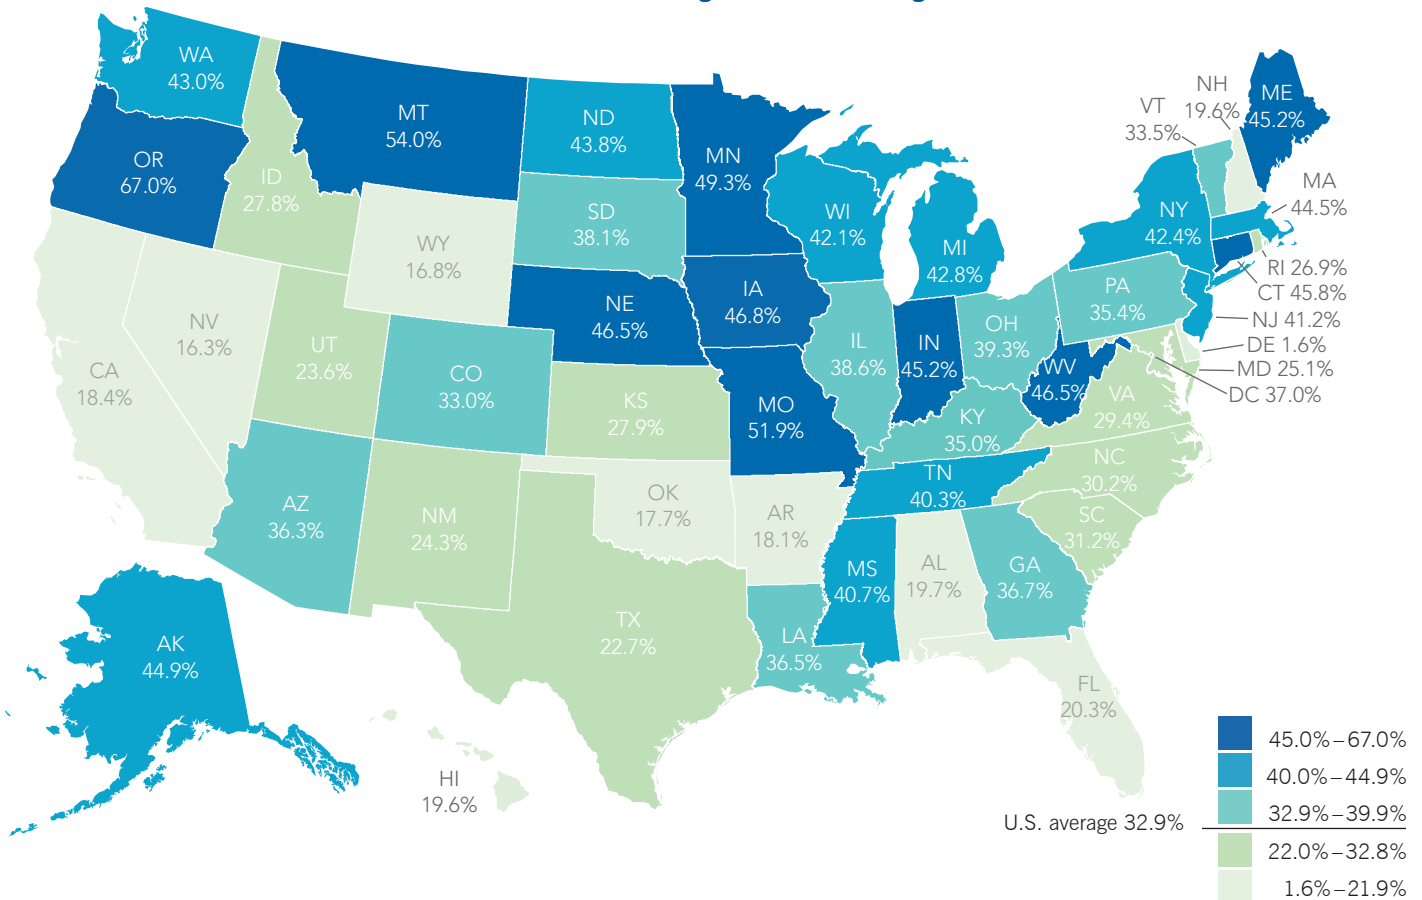 WA
43.0%
OR
67.0%
MT
54.0%
ID
27.8%
WY
16.8%
ND
43.8%
SD
38.1%
MN
49.3%
NE
46.5%
IA
46.8%
WI
42.1%
MI
42.8%
NV
16.3%
CA
18.4%
UT
23.6%
CO
33.0%
KS
27.9%
MO
51.9%
IL
38.6%
IN
45.2%
OH
39.3%
KY
35.0%
WV
46.5%
PA
35.4%
NY
42.4%
VT
33.5%
NH
19.6%
ME
45.2%
MA
44.5%
RI 26.9%
CT 45.8%
NJ 41.2%
DE 1.6%
MD 25.1%
DC 37.0%
VA
29.4%
NC
30.2%
SC
31.2%
TN
40.3%
AZ
36.3%
NM
24.3%
OK
17.7%
AR
18.1%
TX
22.7%
LA
36.5%
MS
40.7%
AL
19.7%
GA
36.7%
FL
20.3%
AK
44.9%
HI
19.6%
45.0%–67.0%
40.0%–44.9%
32.9%–39.9%
U.S. average 32.9%
22.0%–32.8%
1.6%–21.9%